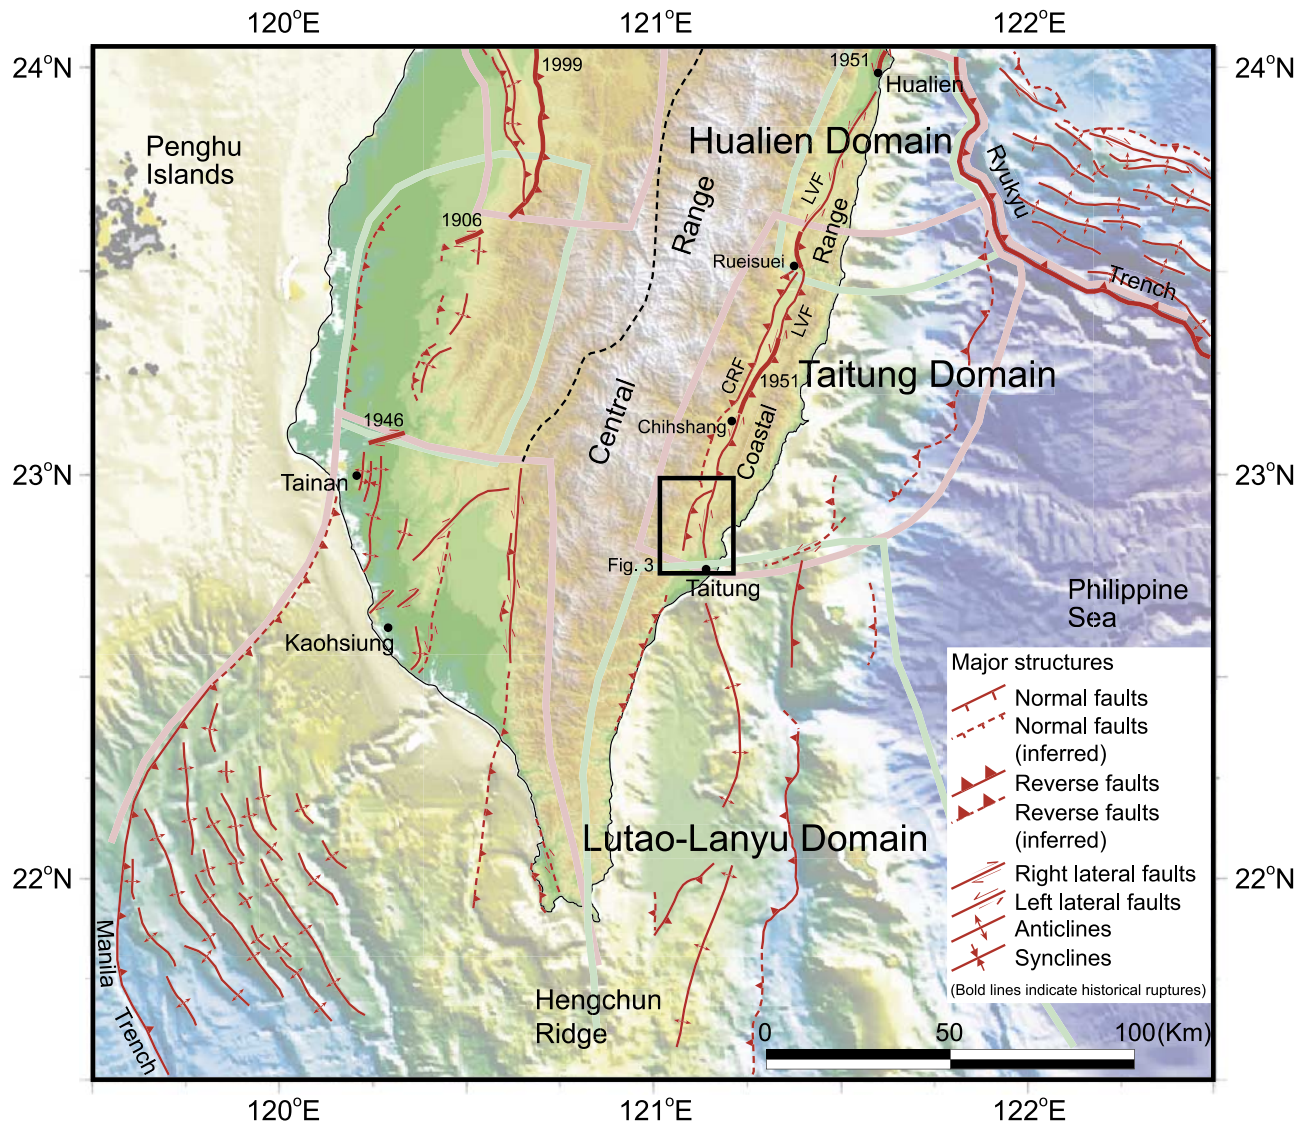 120°E
121°E
122°E
24°N
24°N
1999
1951
Hualien
Penghu
Islands
Hualien Domain
Ryukyu
LVF
Range
Range
1906
Rueisuei
Trench
LVF
CRF
1951
Taitung Domain
Central
1946
Chihshang
Coastal
23°N
23°N
Tainan
Fig. 3
Taitung
Philippine
Sea
Kaohsiung
Major structures
Normal faults
Normal faults
(inferred)
Reverse faults
Reverse faults
(inferred)
Right lateral faults
Left lateral faults
Anticlines
Synclines
(Bold lines indicate historical ruptures)
Lutao-Lanyu Domain
22°N
22°N
Manila
Trench
Hengchun
Ridge
0
50
100(Km)
120°E
121°E
122°E